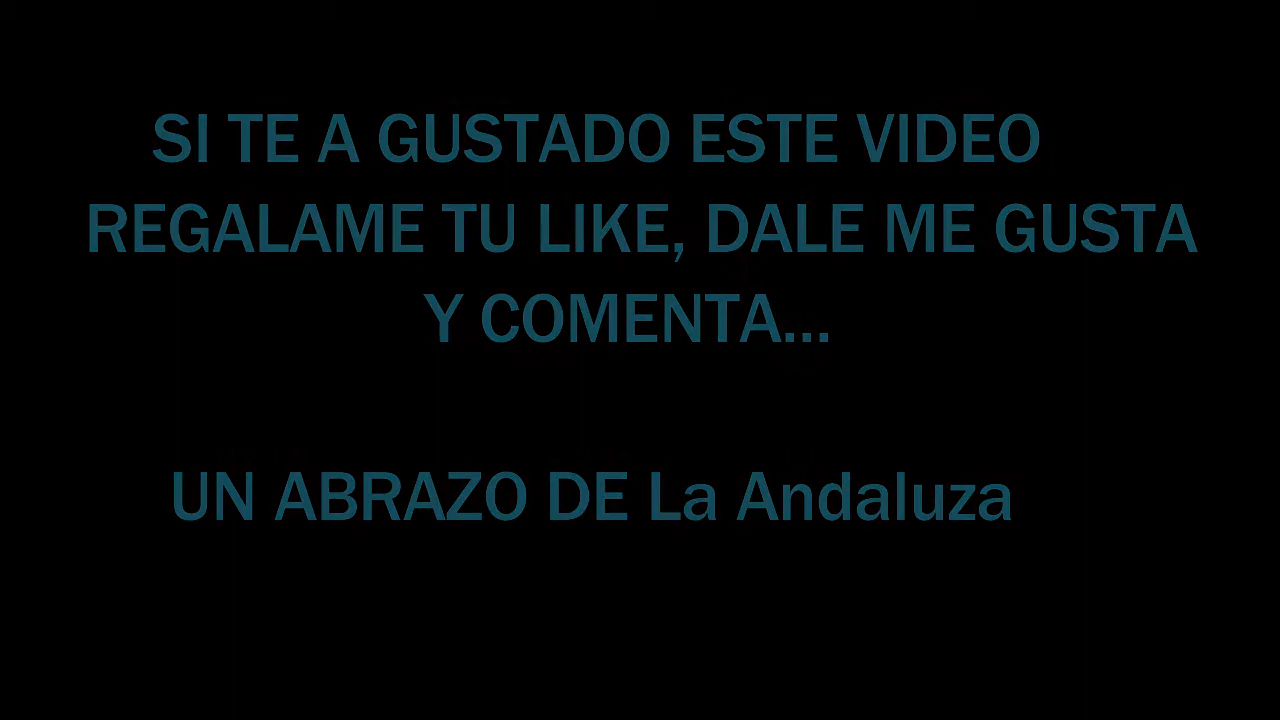 SI TE A GUSTADO ESTE VIDEO
REGALAME TU LIKE, DALE ME GUSTA
Y COMENTA...
UN ABRAZO DE La Andaluza